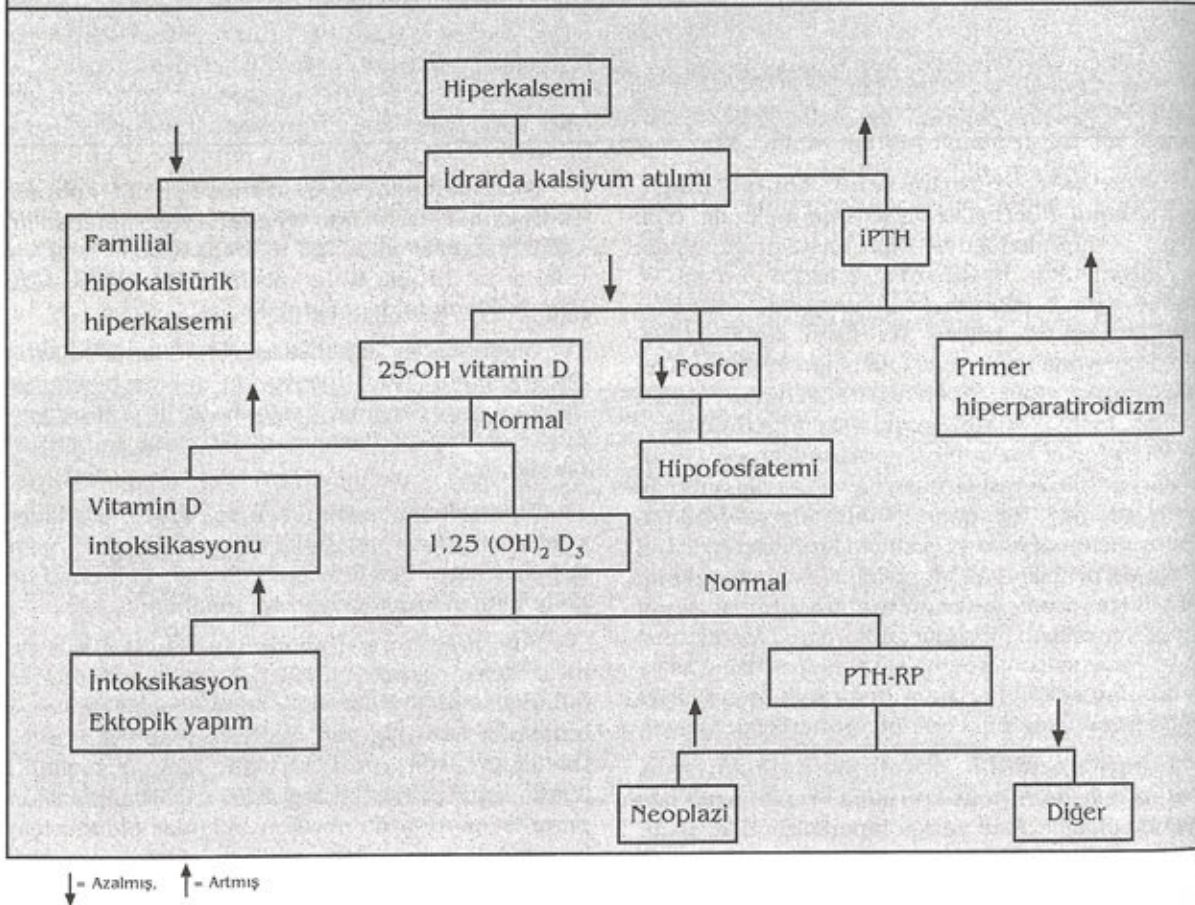 Hiperkalsemi
İdrarda kalsiyum atılımı
Familial
hipokalsiürik
hiperkalsemi
iPTH
25-OH vitamin D
Fosfor
Primer
hiperparatiroidizm
Normal
Hipofosfatemi
Vitamin D
intoksikasyonu
1,25 (OH)₂ D₃
Normal
İntoksikasyon
Ektopik yapım
PTH-RP
Neoplazi
Diğer
↓= Azalmış, ↑= Artmış